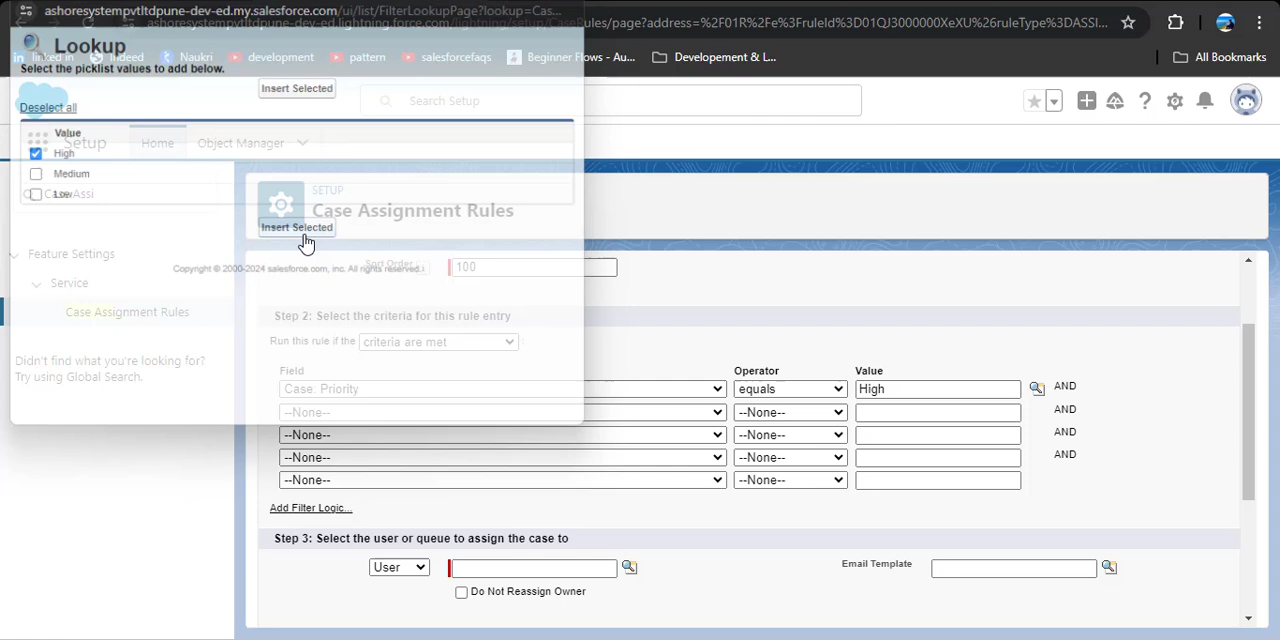 ashoresystempvtltdpune-dev-ed.my.salesforce.com/ui/list/FilterLookupPage?lookup=Cas...
ashoresystempvtltdpune-dev-ed.lightning.force.com/lightning/setup/CaseRules/page?address=%2F01R%2Fe%3FruleId%3D01QJ3000000XeXU%26ruleType%3DASSI...
Lookup
linked in
Indeed
Naukri
development
pattern
salesforcefaqs
Beginner Flows - Au...
Developement & L...
All Bookmarks
Select the picklist values to add below.
Insert Selected
Search Setup
Deselect all
Value
Setup
Home
Object Manager
High
Medium
Low
Case Assi
SETUP
Case Assignment Rules
Insert Selected
Feature Settings
Copyright © 2000-2024 salesforce.com, inc. All rights reserved.
Sort Order
100
Service
Case Assignment Rules
Step 2: Select the criteria for this rule entry
Run this rule if the criteria are met :
Didn't find what you're looking for?
Try using Global Search.
Field Operator Value
Case: Priority equals High AND
--None-- --None-- AND
--None-- --None-- AND
--None-- --None-- AND
--None-- --None--
Add Filter Logic...
Step 3: Select the user or queue to assign the case to
User
Email Template
Do Not Reassign Owner